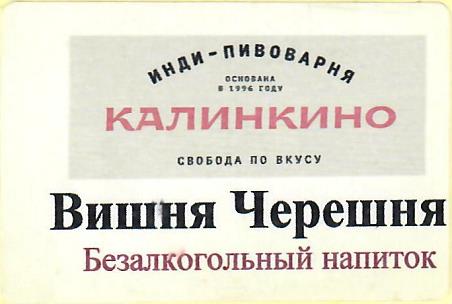 ИНДИ-ПИВОВАРНЯ
ОСНОВАНА
В 1996 ГОДУ
КАЛИНКИНО
СВОБОДА ПО ВКУСУ
Вишня Черешня
Безалкогольный напиток